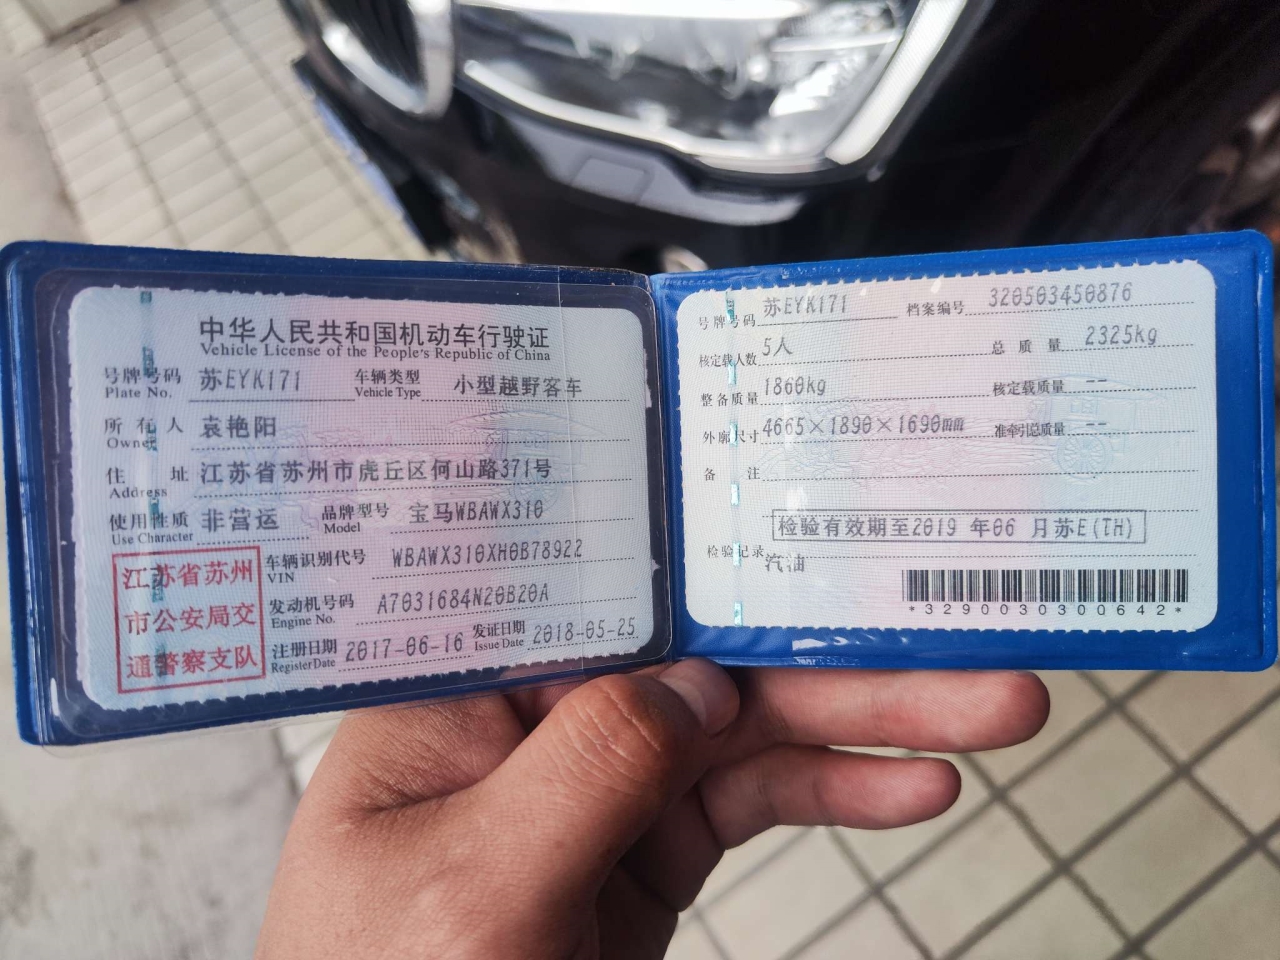 中华人民共和国机动车行驶证
Vehicle License of the People's Republic of China
号牌号码 苏EYK171 车辆类型 小型越野客车
Plate No. Vehicle Type
所有人 袁艳阳
Owner
住址 江苏省苏州市虎丘区何山路371号
Address
使用性质 非营运 品牌型号 宝马WBAWX310
Use Character Model
江苏省苏州
市公安局交
通警察支队
车辆识别代号 WBAWX310XH0B78922
VIN
发动机号码 A7031684N20B20A
Engine No.
注册日期 2017-06-16 发证日期 2018-05-25
Register Date Issue Date
号牌号码 苏EYK171 档案编号 320503450876
核定载人数 5人 总质量 2325kg
整备质量 1860kg 核定载质量 --
外廓尺寸 4665×1890×1690mm 准牵引总质量 --
备注
检验有效期至2019 年06 月苏E(TH)
检验记录
汽油
*3290030300642*